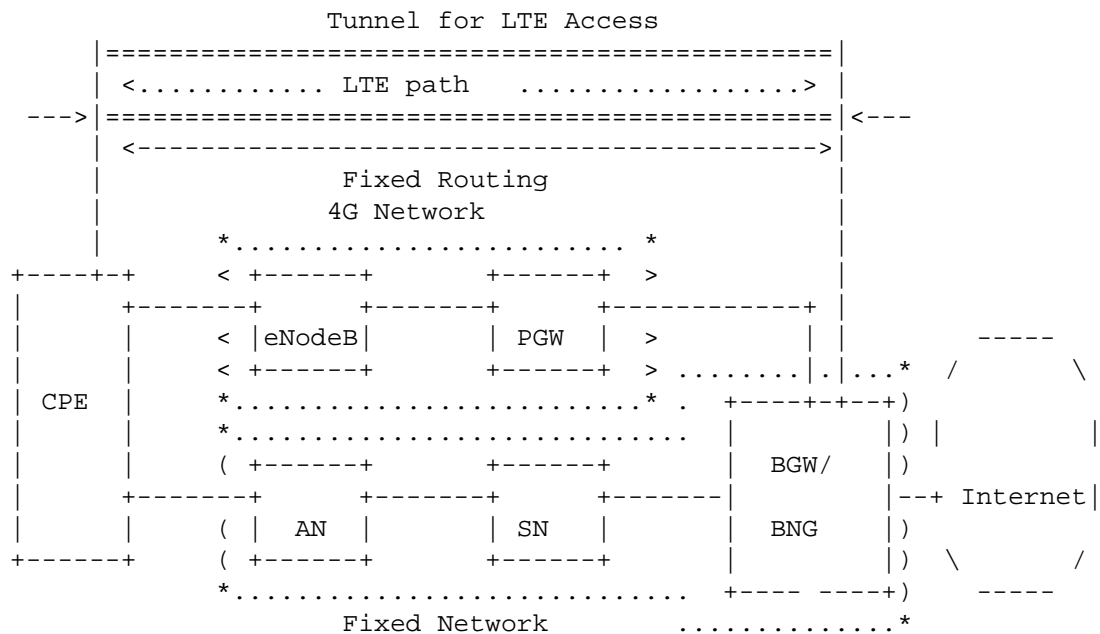 Tunnel for LTE Access
LTE path
Fixed Routing
4G Network
eNodeB PGW
CPE
BGW/
Internet
AN SN BNG
Fixed Network